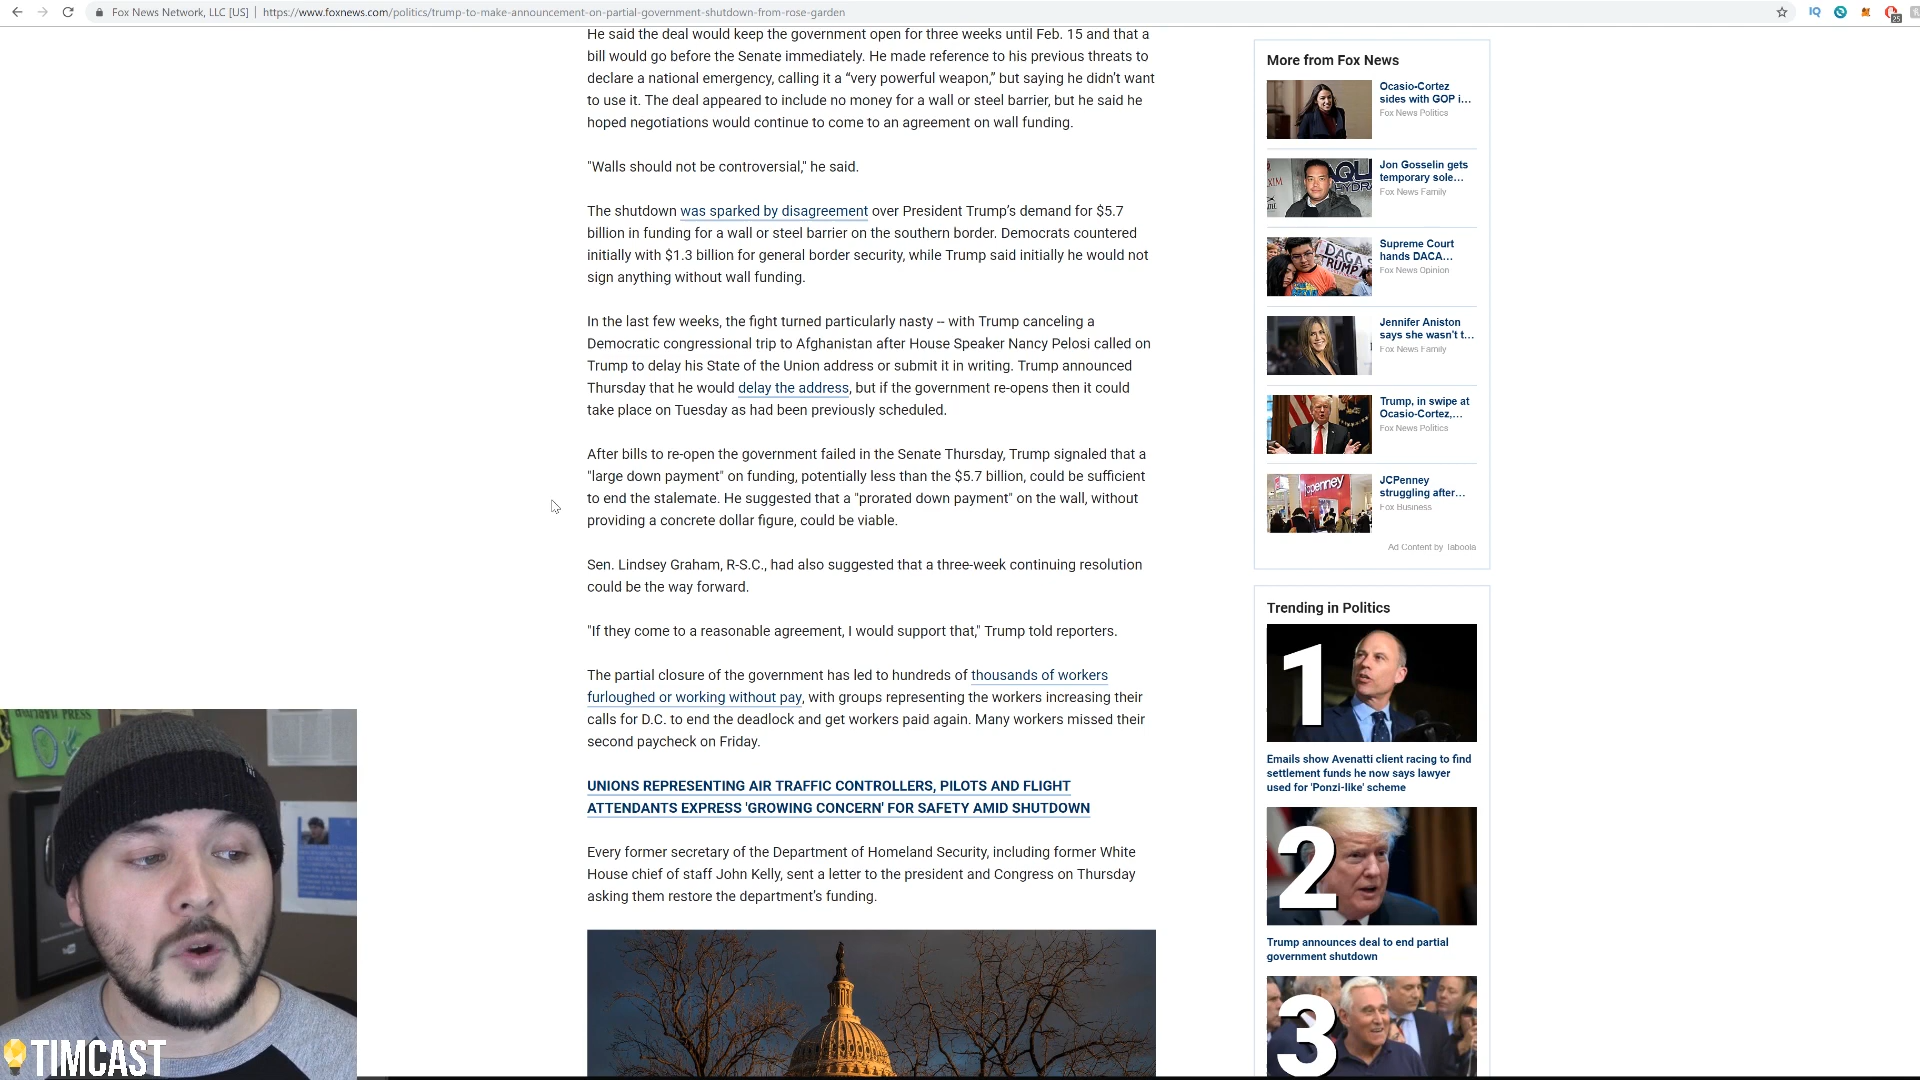 Fox News Network, LLC [US] | https://www.foxnews.com/politics/trump-to-make-announcement-on-partial-government-shutdown-from-rose-garden
He said the deal would keep the government open for three weeks until Feb. 15 and that a
bill would go before the Senate immediately. He made reference to his previous threats to
declare a national emergency, calling it a “very powerful weapon,” but saying he didn’t want
to use it. The deal appeared to include no money for a wall or steel barrier, but he said he
hoped negotiations would continue to come to an agreement on wall funding.
"Walls should not be controversial," he said.
The shutdown was sparked by disagreement over President Trump’s demand for $5.7
billion in funding for a wall or steel barrier on the southern border. Democrats countered
initially with $1.3 billion for general border security, while Trump said initially he would not
sign anything without wall funding.
In the last few weeks, the fight turned particularly nasty -- with Trump canceling a
Democratic congressional trip to Afghanistan after House Speaker Nancy Pelosi called on
Trump to delay his State of the Union address or submit it in writing. Trump announced
Thursday that he would delay the address, but if the government re-opens then it could
take place on Tuesday as had been previously scheduled.
After bills to re-open the government failed in the Senate Thursday, Trump signaled that a
"large down payment" on funding, potentially less than the $5.7 billion, could be sufficient
to end the stalemate. He suggested that a "prorated down payment" on the wall, without
providing a concrete dollar figure, could be viable.
Sen. Lindsey Graham, R-S.C., had also suggested that a three-week continuing resolution
could be the way forward.
"If they come to a reasonable agreement, I would support that," Trump told reporters.
The partial closure of the government has led to hundreds of thousands of workers
furloughed or working without pay, with groups representing the workers increasing their
calls for D.C. to end the deadlock and get workers paid again. Many workers missed their
second paycheck on Friday.
UNIONS REPRESENTING AIR TRAFFIC CONTROLLERS, PILOTS AND FLIGHT
ATTENDANTS EXPRESS 'GROWING CONCERN' FOR SAFETY AMID SHUTDOWN
Every former secretary of the Department of Homeland Security, including former White
House chief of staff John Kelly, sent a letter to the president and Congress on Thursday
asking them restore the department’s funding.
More from Fox News
Ocasio-Cortez
sides with GOP i...
Fox News Politics
Jon Gosselin gets
temporary sole...
Fox News Family
Supreme Court
hands DACA...
Fox News Opinion
Jennifer Aniston
says she wasn't t...
Fox News Family
Trump, in swipe at
Ocasio-Cortez,...
Fox News Politics
JCPenney
struggling after...
Fox Business
Ad Content by Taboola
Trending in Politics
1
Emails show Avenatti client racing to find
settlement funds he now says lawyer
used for 'Ponzi-like' scheme
2
Trump announces deal to end partial
government shutdown
3
PRESS
TIMCAST